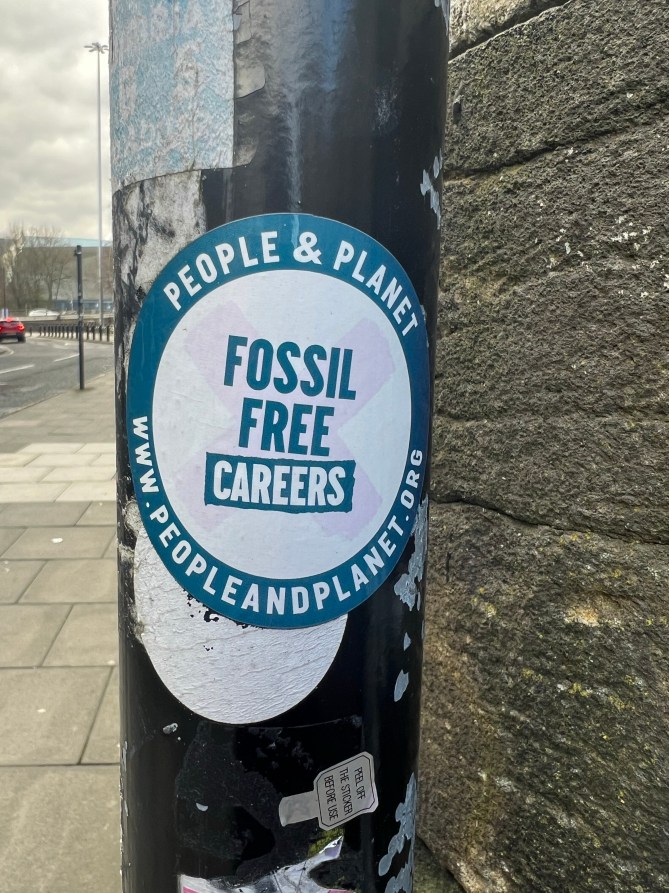 PEOPLE & PLANET
FOSSIL
FREE
CAREERS
WWW.PEOPLEANDPLANET.ORG
PEEL OFF
THE STICKER
BEFORE USE